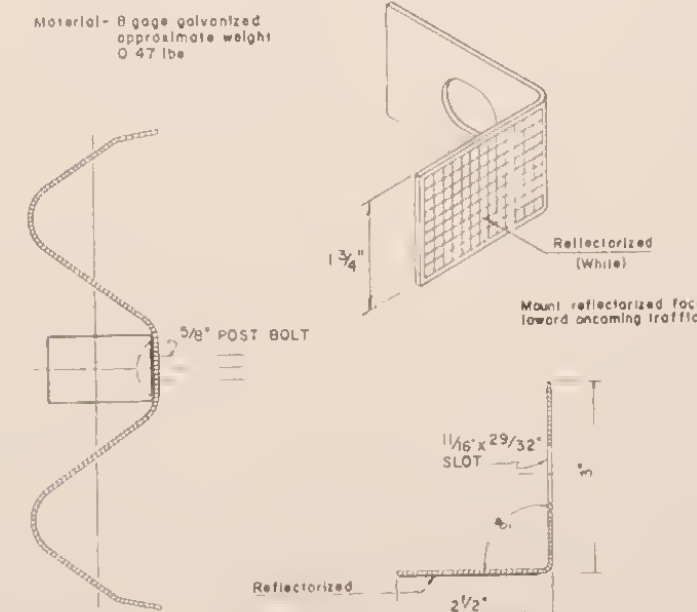 Material - 8 gage galvanized
approximate weight
0.47 lbs
1 3/4"
Reflectorized
(White)
Mount reflectorized
toward oncoming traffic
5/8" POST BOLT
11/16" x 29/32"
SLOT
3"
Reflectorized
2 1/2"